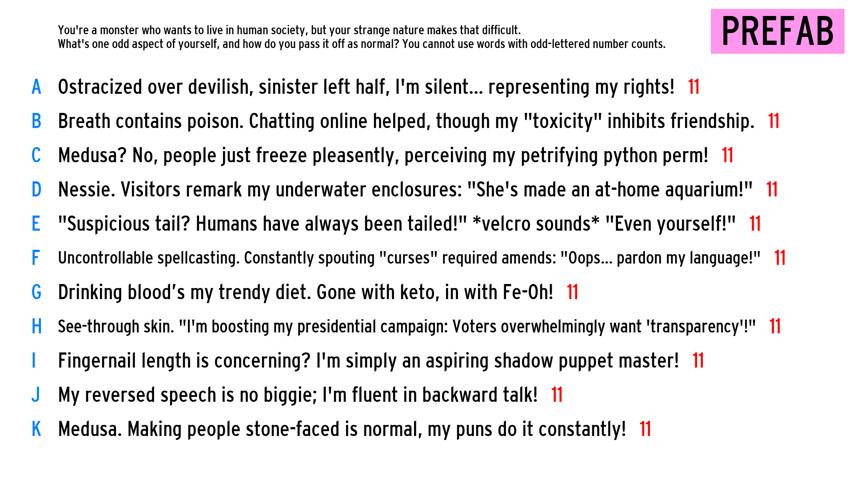 You're a monster who wants to live in human society, but your strange nature makes that difficult.
What's one odd aspect of yourself, and how do you pass it off as normal? You cannot use words with odd-lettered number counts.
PREFAB
A Ostracized over devilish, sinister left half, I'm silent... representing my rights! 11
B Breath contains poison. Chatting online helped, though my "toxicity" inhibits friendship. 11
C Medusa? No, people just freeze pleasently, perceiving my petrifying python perm! 11
D Nessie. Visitors remark my underwater enclosures: "She's made an at-home aquarium!" 11
E "Suspicious tail? Humans have always been tailed!" *velcro sounds* "Even yourself!" 11
F Uncontrollable spellcasting. Constantly spouting "curses" required amends: "Oops... pardon my language!" 11
G Drinking blood's my trendy diet. Gone with keto, in with Fe-Oh! 11
H See-through skin. "I'm boosting my presidential campaign: Voters overwhelmingly want 'transparency'!" 11
I Fingernail length is concerning? I'm simply an aspiring shadow puppet master! 11
J My reversed speech is no biggie; I'm fluent in backward talk! 11
K Medusa. Making people stone-faced is normal, my puns do it constantly! 11